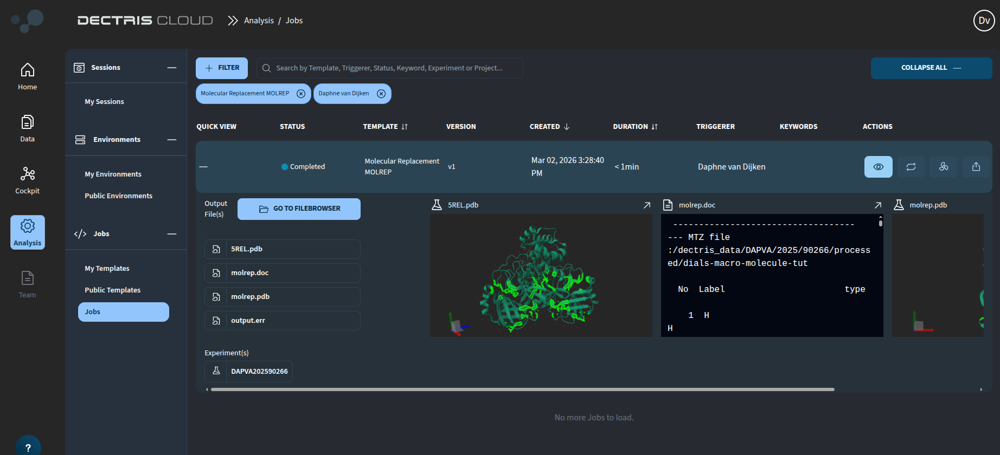 DECTRIS CLOUD
Analysis / Jobs
Dv
Home
Data
Cockpit
Analysis
Team
?
Sessions
My Sessions
Environments
My Environments
Public Environments
Jobs
My Templates
Public Templates
Jobs
FILTER
Search by Template, Triggerer, Status, Keyword, Experiment or Project...
COLLAPSE ALL
Molecular Replacement MOLREP
Daphne van Dijken
QUICK VIEW STATUS TEMPLATE VERSION CREATED DURATION TRIGGERER KEYWORDS ACTIONS
Completed
Molecular Replacement
MOLREP
v1
Mar 02, 2026 3:28:40
PM
< 1min
Daphne van Dijken
Output
File(s)
GO TO FILEBROWSER
5REL.pdb
molrep.doc
molrep.pdb
output.err
Experiment(s)
DAPVA202590266
5REL.pdb
molrep.doc
-----------------------------------
--- MTZ file
:/dectris_data/DAPVA/2025/90266/process
ed/dials-macro-molecule-tut
No Label type
1 H
H
molrep.pdb
No more Jobs to load.